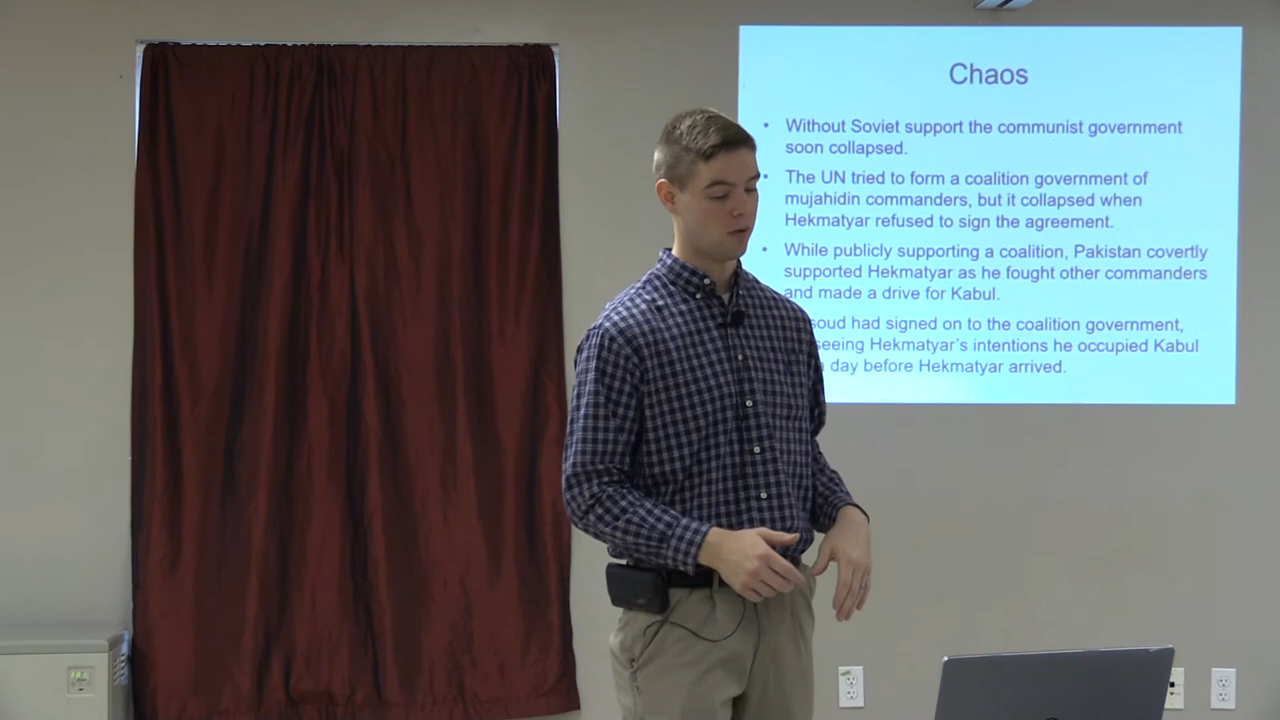 Chaos
• Without Soviet support the communist government
soon collapsed.
• The UN tried to form a coalition government of
mujahidin commanders, but it collapsed when
Hekmatyar refused to sign the agreement.
• While publicly supporting a coalition, Pakistan covertly
supported Hekmatyar as he fought other commanders
and made a drive for Kabul.
soud had signed on to the coalition government,
seeing Hekmatyar's intentions he occupied Kabul
day before Hekmatyar arrived.